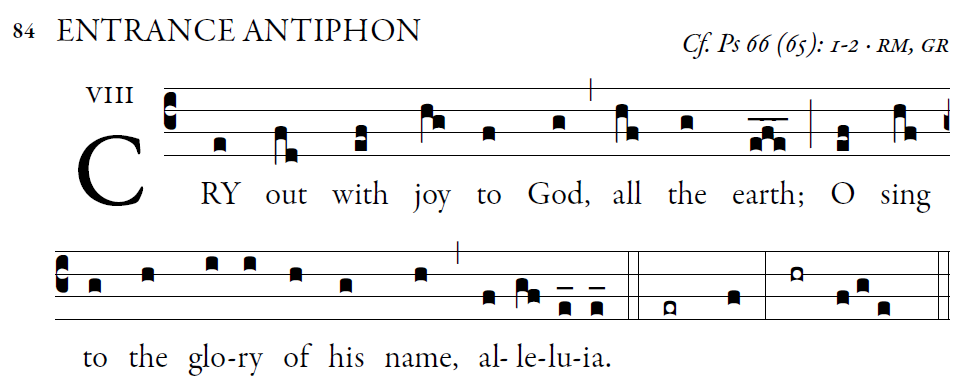 84 ENTRANCE ANTIPHON
Cf. Ps 66 (65): 1-2 · RM, GR
VIII
CRY out with joy to God, all the earth; O sing
to the glo-ry of his name, al- le-lu-ia.